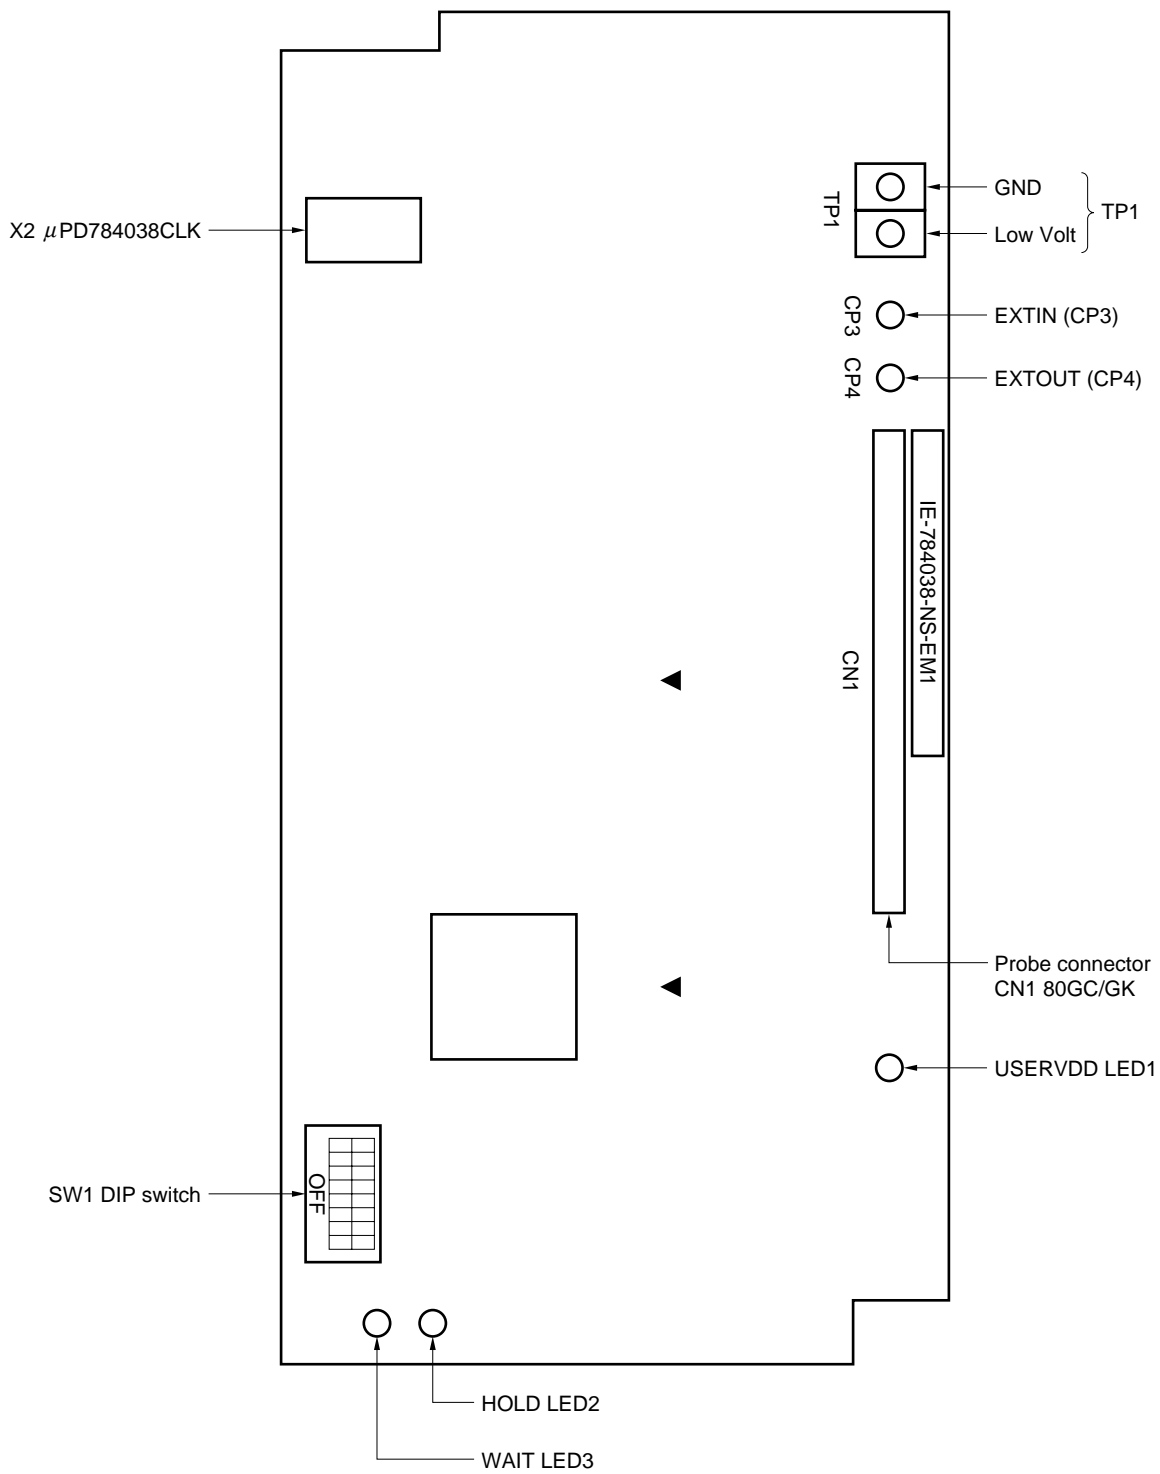 X2 μPD784038CLK
TP1
GND
Low Volt
TP1
CP3
EXTIN (CP3)
CP4
EXTOUT (CP4)
IE-784038-NS-EM1
CN1
Probe connector
CN1 80GC/GK
USERVDD LED1
SW1 DIP switch
OFF
HOLD LED2
WAIT LED3